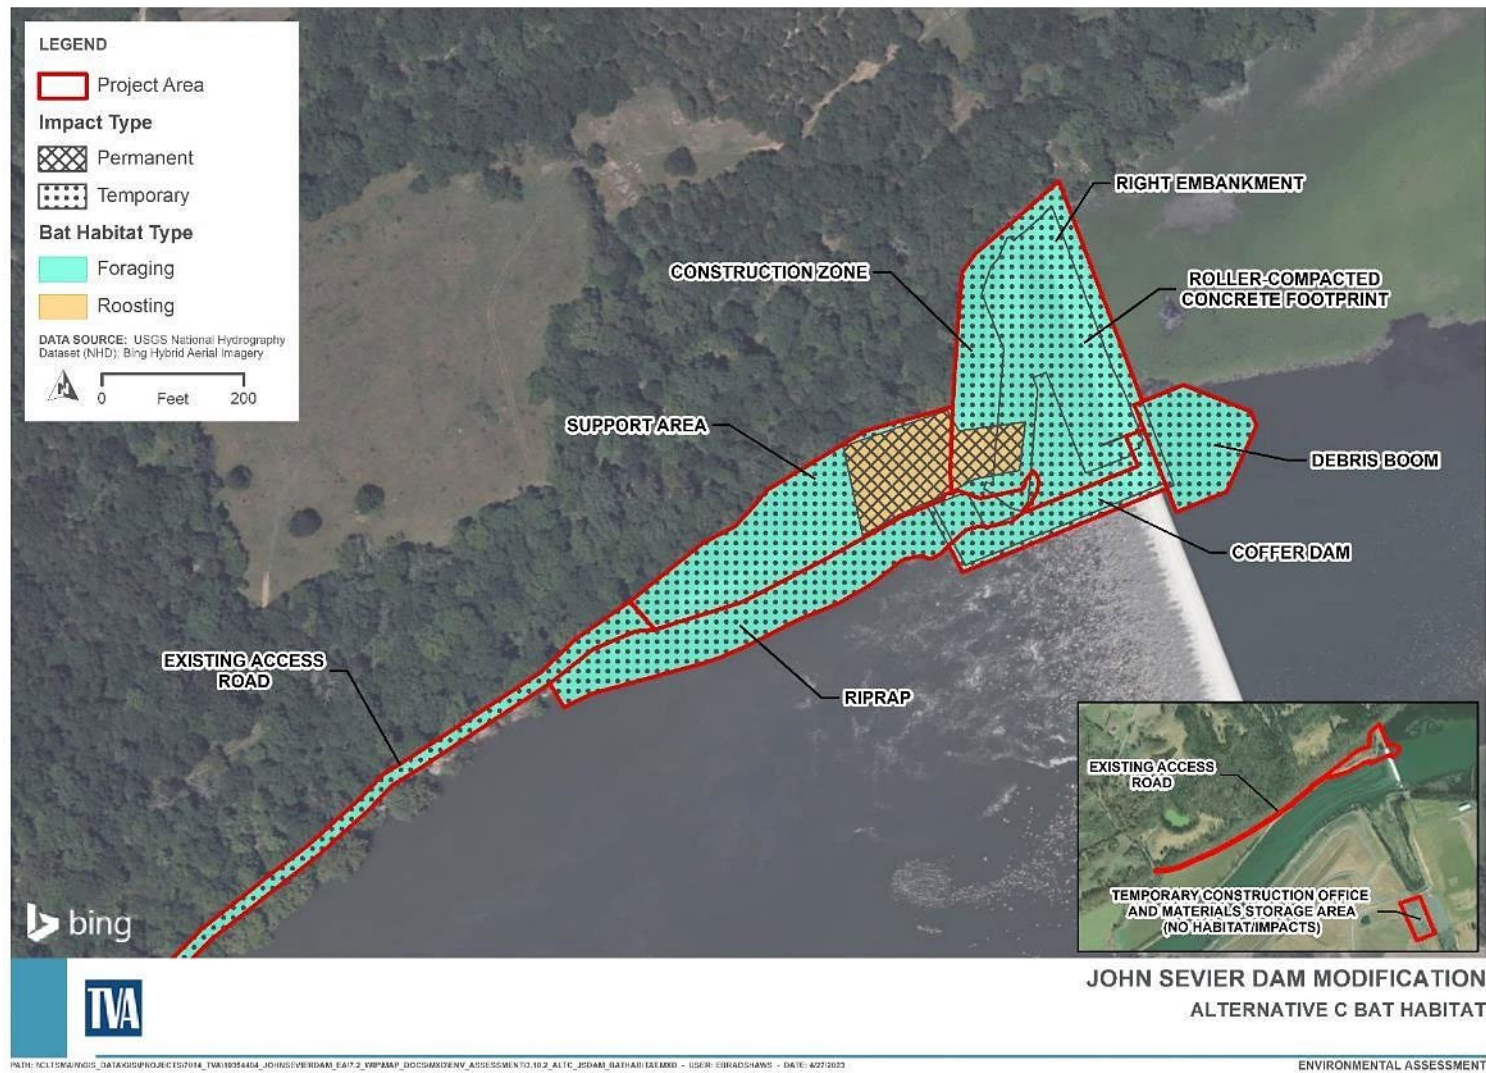 LEGEND
Project Area
Impact Type
Permanent
Temporary
Bat Habitat Type
Foraging
Roosting
DATA SOURCE: USGS National Hydrography
Dataset (NHD); Bing Hybrid Aerial Imagery
N
0 Feet 200
RIGHT EMBANKMENT
CONSTRUCTION ZONE
ROLLER-COMPACTED
CONCRETE FOOTPRINT
SUPPORT AREA
DEBRIS BOOM
COFFER DAM
EXISTING ACCESS
ROAD
RIPRAP
EXISTING ACCESS
ROAD
TEMPORARY CONSTRUCTION OFFICE
AND MATERIALS STORAGE AREA
(NO HABITAT/IMPACTS)
bing
JOHN SEVIER DAM MODIFICATION
ALTERNATIVE C BAT HABITAT
TVA
ENVIRONMENTAL ASSESSMENT